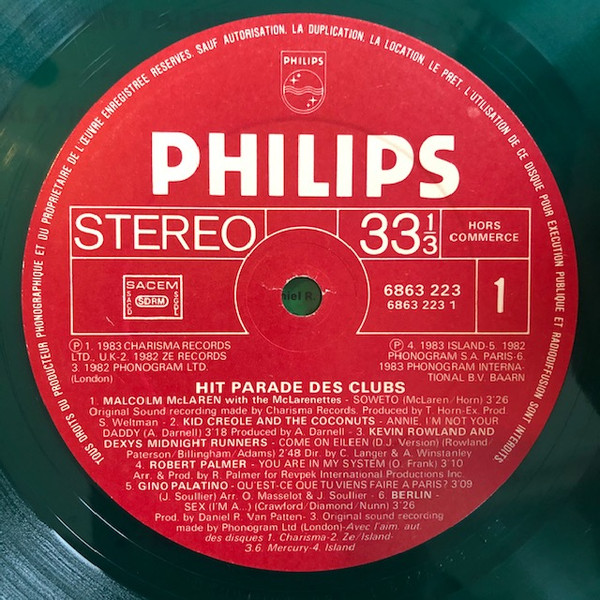 TOUS DROITS DU PRODUCTEUR PHONOGRAPHIQUE ET DU PROPRIETAIRE DE L'ŒUVRE ENREGISTREE RESERVES. SAUF AUTORISATION, LA DUPLICATION, LA LOCATION, LE PRET, L'UTILISATION DE CE DISQUE POUR EXECUTION PUBLIQUE ET RADIODIFFUSION SONT INTERDITS
PHILIPS
PHILIPS
STEREO
33 1/3
HORS
COMMERCE
SACEM
SACD
SDRM
SGDL
niel R.
6863 223
6863 223 1
1
Ⓟ 1. 1983 CHARISMA RECORDS
LTD., U.K-2. 1982 ZE RECORDS
3. 1982 PHONOGRAM LTD.
(London)
Ⓟ 4. 1983 ISLAND-5. 1982
PHONOGRAM S.A. PARIS-6.
1983 PHONOGRAM INTERNA-
TIONAL B.V. BAARN
HIT PARADE DES CLUBS
1. MALCOLM McLAREN with the McLarenettes - SOWETO (McLaren/Horn) 3'26
Original Sound recording made by Charisma Records. Produced by T. Horn-Ex. Prod.
S. Weltman - 2. KID CREOLE AND THE COCONUTS - ANNIE, I'M NOT YOUR
DADDY (A. Darnell) 3'18 Produced by A. Darnell - 3. KEVIN ROWLAND AND
DEXYS MIDNIGHT RUNNERS - COME ON EILEEN (D.J. Version) (Rowland/
Paterson/Billingham/Adams) 2'48 Dir. by C. Langer & A. Winstanley
4. ROBERT PALMER - YOU ARE IN MY SYSTEM (O. Frank) 3'10
Arr. & Prod. by R. Palmer for Revpek International Productions Inc
5. GINO PALATINO - QU'EST-CE QUE TU VIENS FAIRE A PARIS? 3'09
(J. Soullier) Arr. O. Masselot & J. Soullier - 6. BERLIN -
SEX (I'M A...) (Crawford/Diamond/Nunn) 3'26
Prod. by Daniel R. Van Patten- 3. Original sound recording
made by Phonogram Ltd (London)-Avec l'aim. aut.
des disques 1. Charisma-2. Ze/Island-
3.6. Mercury-4. Island